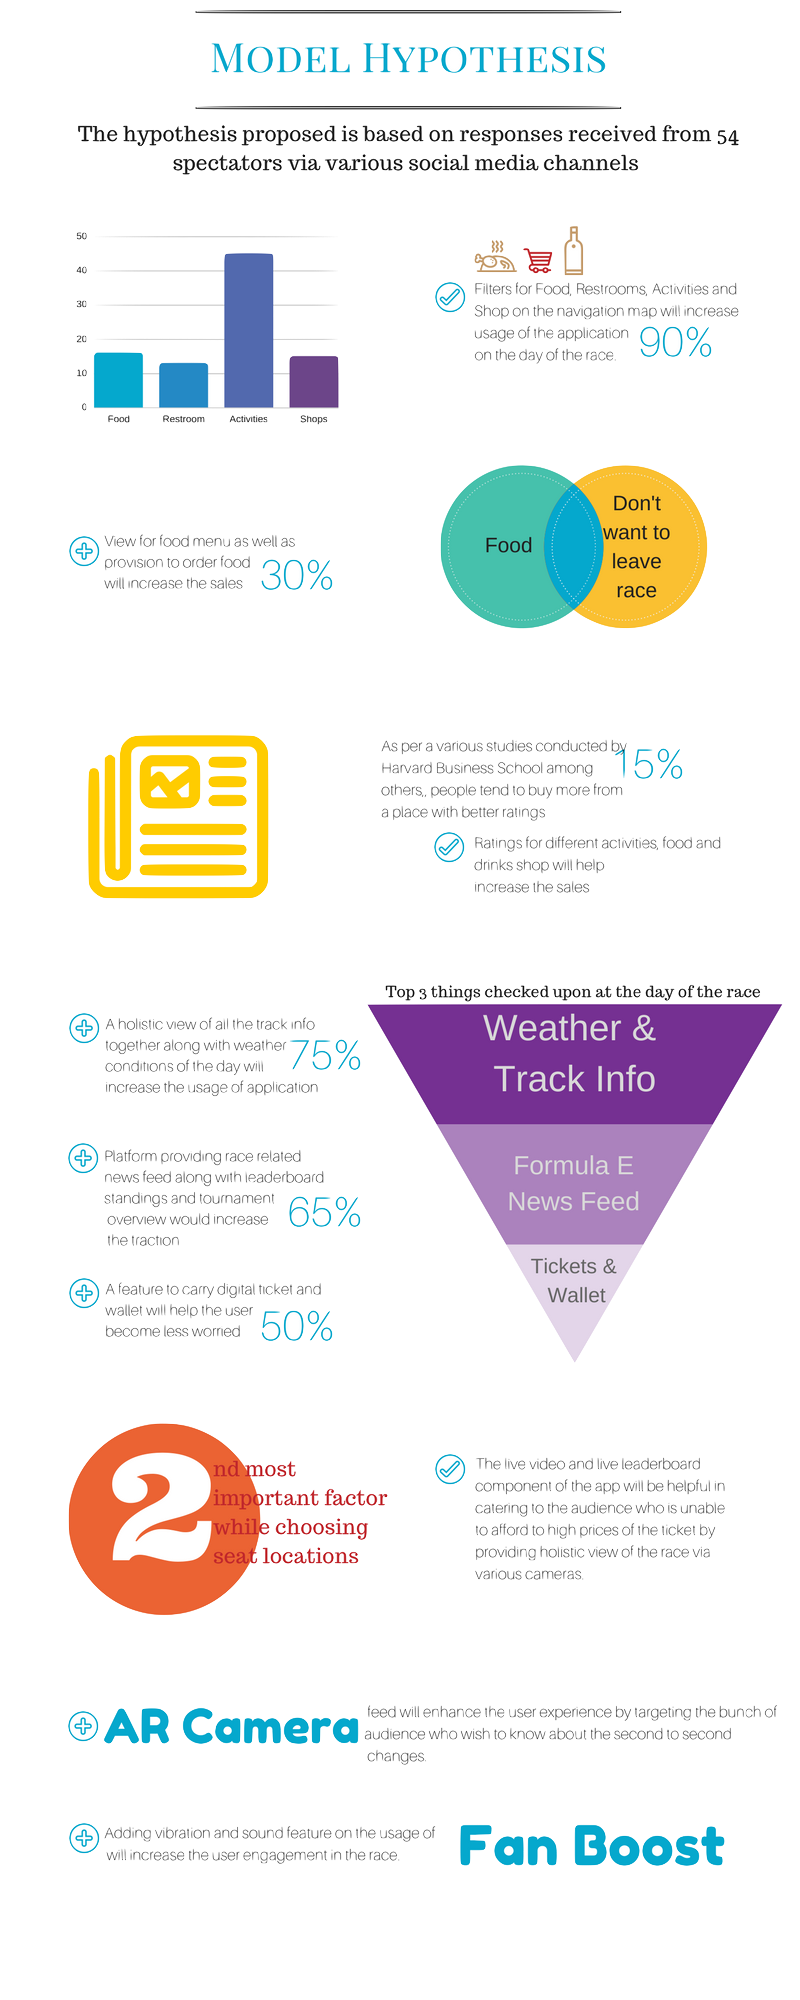 MODEL HYPOTHESIS
The hypothesis proposed is based on responses received from 54
spectators via various social media channels
50
40
30
20
10
0
Food Restroom Activities Shops
Filters for Food, Restrooms, Activities and
Shop on the navigation map will increase
usage of the application
on the day of the race.
90%
View for food menu as well as
provision to order food
will increase the sales
30%
Food
Don't
want to
leave
race
As per a various studies conducted by
Harvard Business School among
others,, people tend to buy more from
a place with better ratings
15%
Ratings for different activities, food and
drinks shop will help
increase the sales
Top 3 things checked upon at the day of the race
A holistic view of all the track info
together along with weather
conditions of the day will
increase the usage of application
75%
Weather &
Track Info
Platform providing race related
news feed along with leaderboard
standings and tournament
overview would increase
the traction
65%
Formula E
News Feed
A feature to carry digital ticket and
wallet will help the user
become less worried
50%
Tickets &
Wallet
2
nd most
important factor
while choosing
seat locations
The live video and live leaderboard
component of the app will be helpful in
catering to the audience who is unable
to afford to high prices of the ticket by
providing holistic view of the race via
various cameras.
AR Camera
feed will enhance the user experience by targeting the bunch of
audience who wish to know about the second to second
changes.
Adding vibration and sound feature on the usage of
will increase the user engagement in the race.
Fan Boost